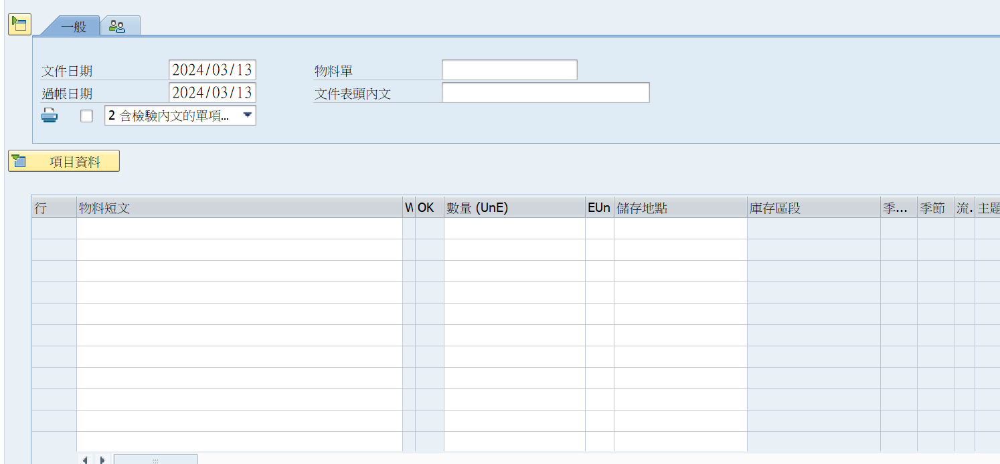 一般
文件日期 2024/03/13 物料單
過帳日期 2024/03/13 文件表頭內文
2 含檢驗內文的單項...
項目資料
行 物料短文 W OK 數量 (UnE) EUn 儲存地點 庫存區段 季... 季節 流. 主題